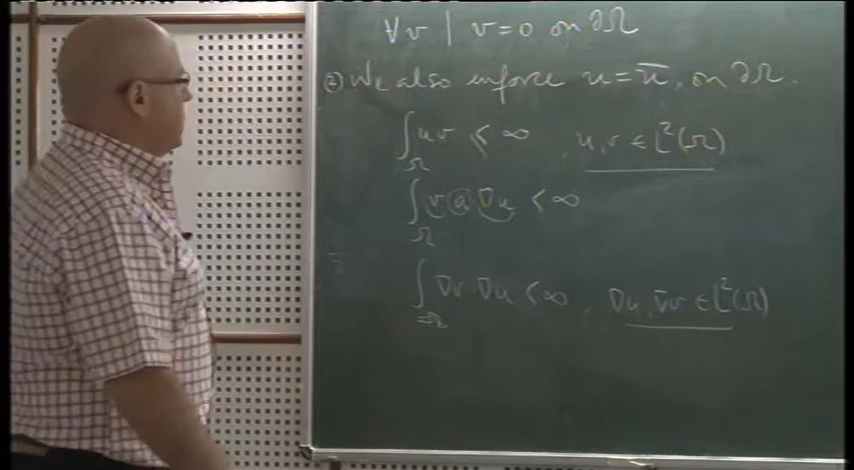 ∀v | v=0 on ∂Ω
② We also enforce u=ū, on ∂Ω.
∫_Ω uv < ∞ , u,v ∈ L²(Ω)
∫_Ω v a ∇u < ∞
∫_Ω ∇v·∇u < ∞ , ∇u, ∇v ∈ L²(Ω)